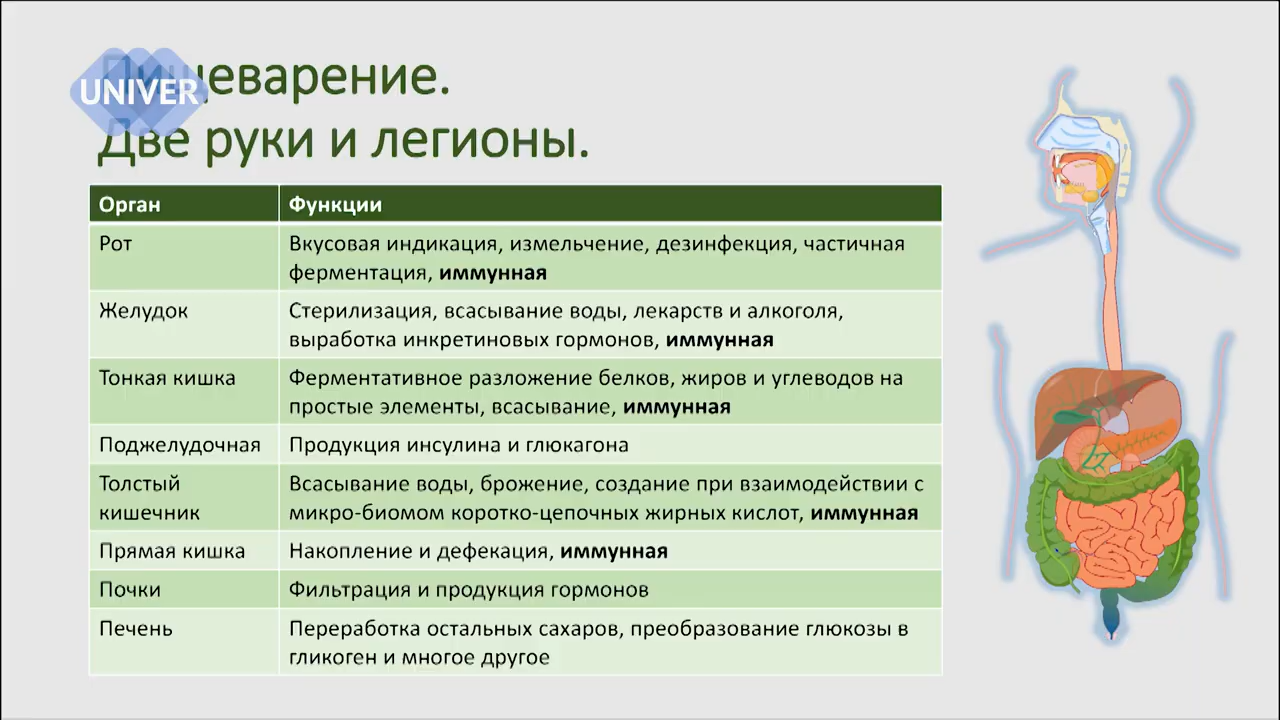 UNIVER
Пищеварение.
Две руки и легионы.
Орган Функции
Рот Вкусовая индикация, измельчение, дезинфекция, частичная
ферментация, иммунная
Желудок Стерилизация, всасывание воды, лекарств и алкоголя,
выработка инкретиновых гормонов, иммунная
Тонкая кишка Ферментативное разложение белков, жиров и углеводов на
простые элементы, всасывание, иммунная
Поджелудочная Продукция инсулина и глюкагона
Толстый Всасывание воды, брожение, создание при взаимодействии с
кишечник микро-биомом коротко-цепочных жирных кислот, иммунная
Прямая кишка Накопление и дефекация, иммунная
Почки Фильтрация и продукция гормонов
Печень Переработка остальных сахаров, преобразование глюкозы в
гликоген и многое другое